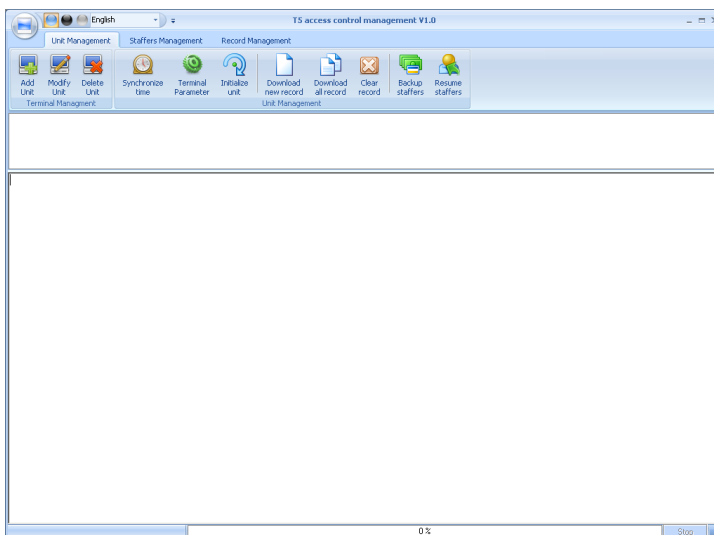 English
T5 access control management V1.0
Unit Management Staffers Management Record Management
Add Unit
Modify Unit
Delete Unit
Synchronize time
Terminal Parameter
Initialize unit
Download new record
Download all record
Clear record
Backup staffers
Resume staffers
Terminal Managment
Unit Management
0 %
Stop